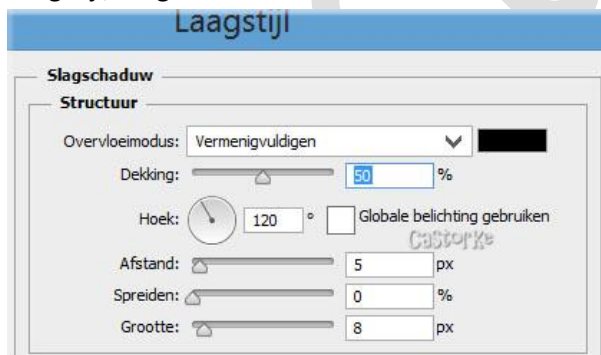 Laagstijl
Slagschaduw
Structuur
Overvloeimodus: Vermenigvuldigen
Dekking: 50 %
Hoek: 120 ° Globale belichting gebruiken
Castorke
Afstand: 5 px
Spreiden: 0 %
Grootte: 8 px